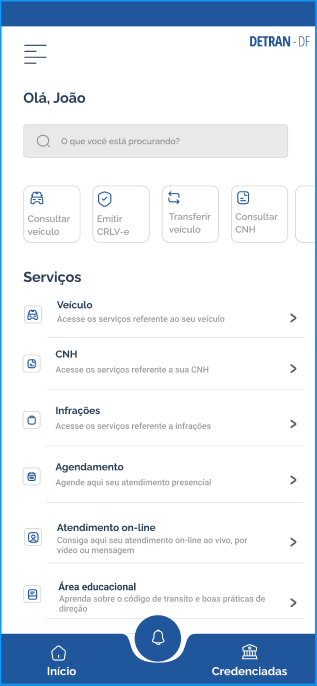 DETRAN - DF
Olá, João
O que você está procurando?
Consultar
veículo
Emitir
CRLV-e
Transferir
veículo
Consultar
CNH
Serviços
Veículo
Acesse os serviços referente ao seu veículo
CNH
Acesse os serviços referente a sua CNH
Infrações
Acesse os serviços referente a infrações
Agendamento
Agende aqui seu atendimento presencial
Atendimento on-line
Consiga aqui seu atendimento on-line ao vivo, por
vídeo ou mensagem
Área educacional
Aprenda sobre o código de transito e boas práticas de
direção
Início
Credenciadas